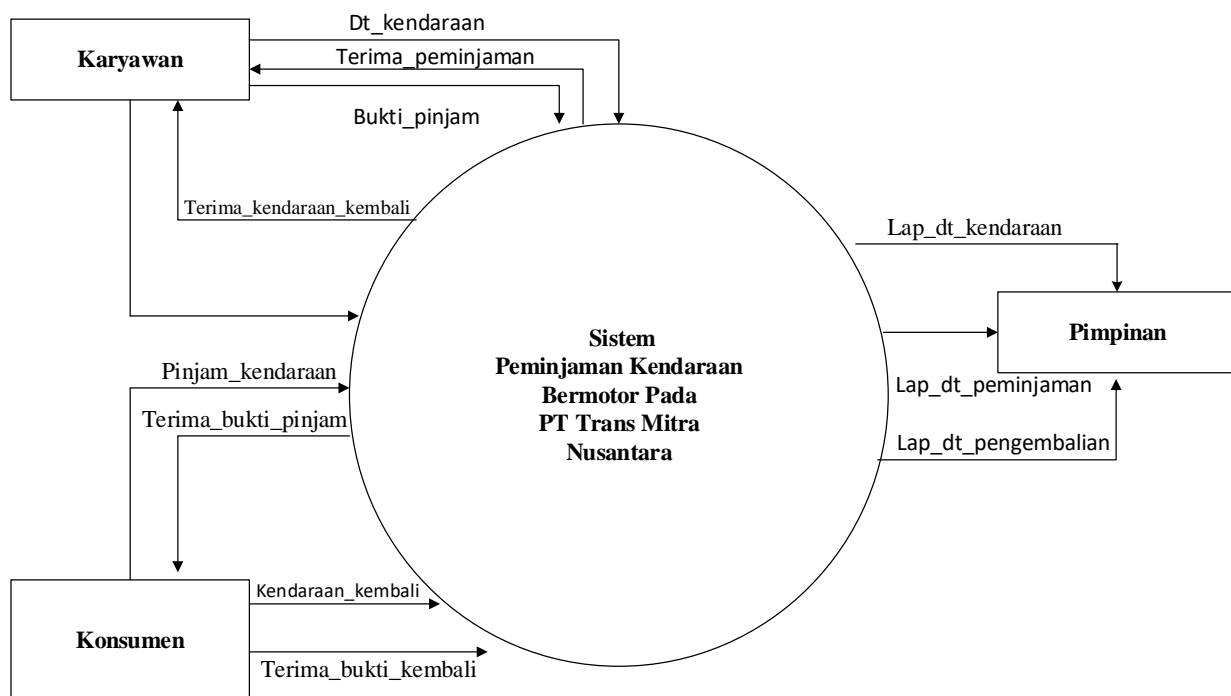 Dt_kendaraan
Karyawan
Terima_peminjaman
Bukti_pinjam
Terima_kendaraan_kembali
Lap_dt_kendaraan
Sistem
Peminjaman Kendaraan
Bermotor Pada
PT Trans Mitra
Nusantara
Pimpinan
Pinjam_kendaraan
Lap_dt_peminjaman
Terima_bukti_pinjam
Lap_dt_pengembalian
Kendaraan_kembali
Konsumen
Terima_bukti_kembali